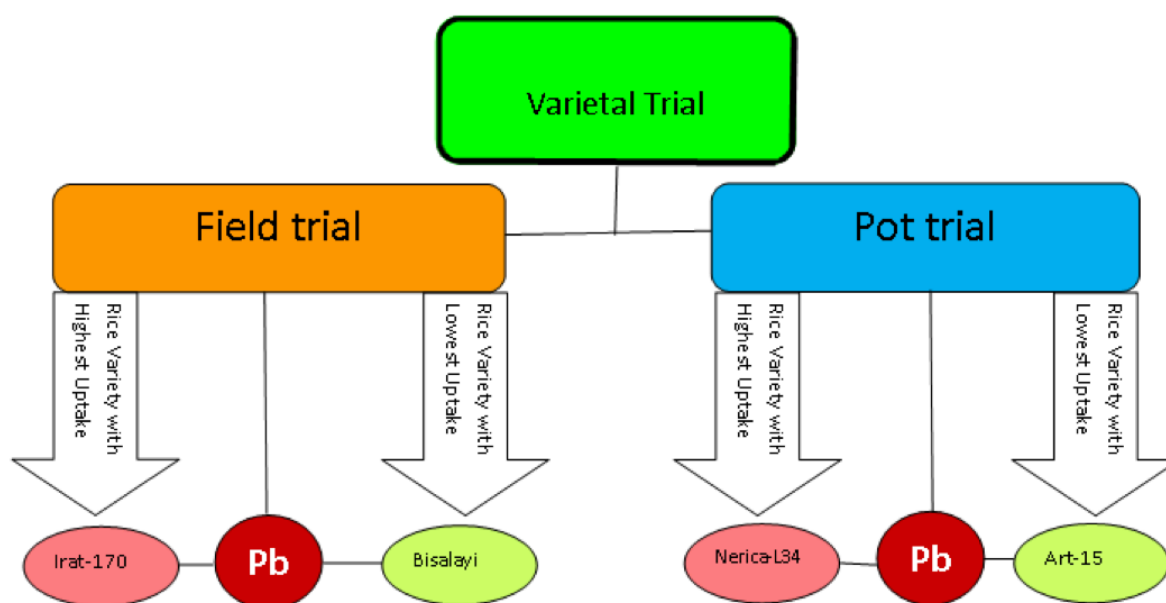 Varietal Trial
Field trial
Pot trial
Rice Variety with
Highest Uptake
Rice Variety with
Lowest Uptake
Rice Variety with
Highest Uptake
Rice Variety with
Lowest Uptake
Irat-170
Pb
Bisalayi
Nerica-L34
Pb
Art-15